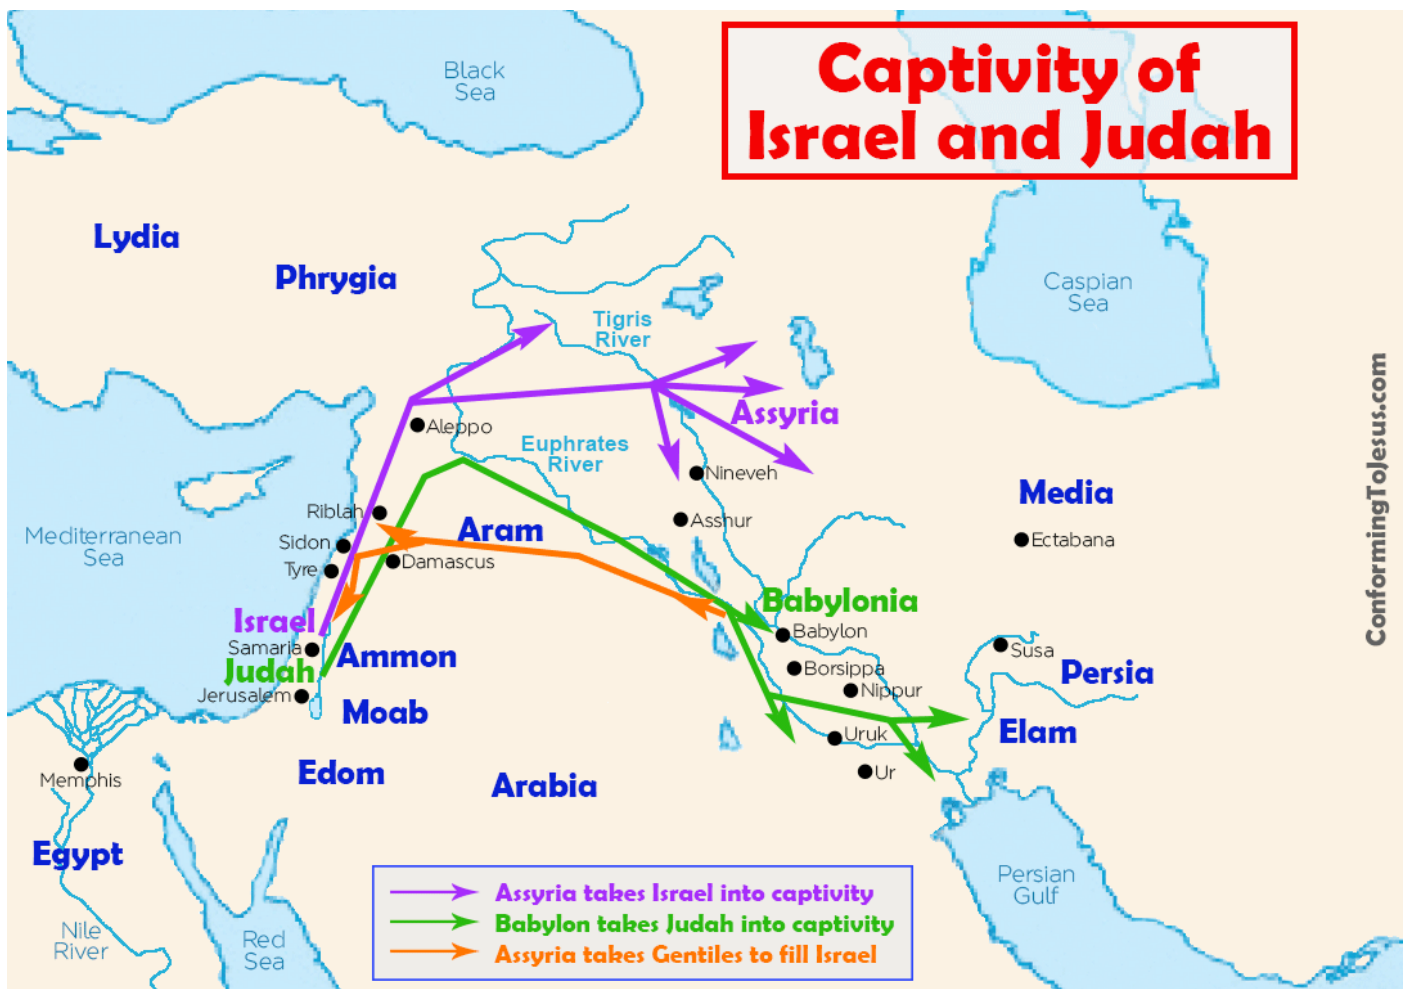 Captivity of
Israel and Judah
Black
Sea
Lydia
Phrygia
Caspian
Sea
Tigris
River
Assyria
Aleppo
Euphrates
River
Nineveh
Media
Riblah
Asshur
Aram
Mediterranean
Sea
Sidon
Ectabana
Tyre
Damascus
Babylonia
Israel
Babylon
Samaria
Ammon
Susa
Judah
Borsippa
Persia
Jerusalem
Nippur
Moab
Uruk
Elam
Edom
Ur
Memphis
Arabia
Egypt
Persian
Gulf
Nile
River
Red
Sea
Assyria takes Israel into captivity
Babylon takes Judah into captivity
Assyria takes Gentiles to fill Israel
ConformingToJesus.com